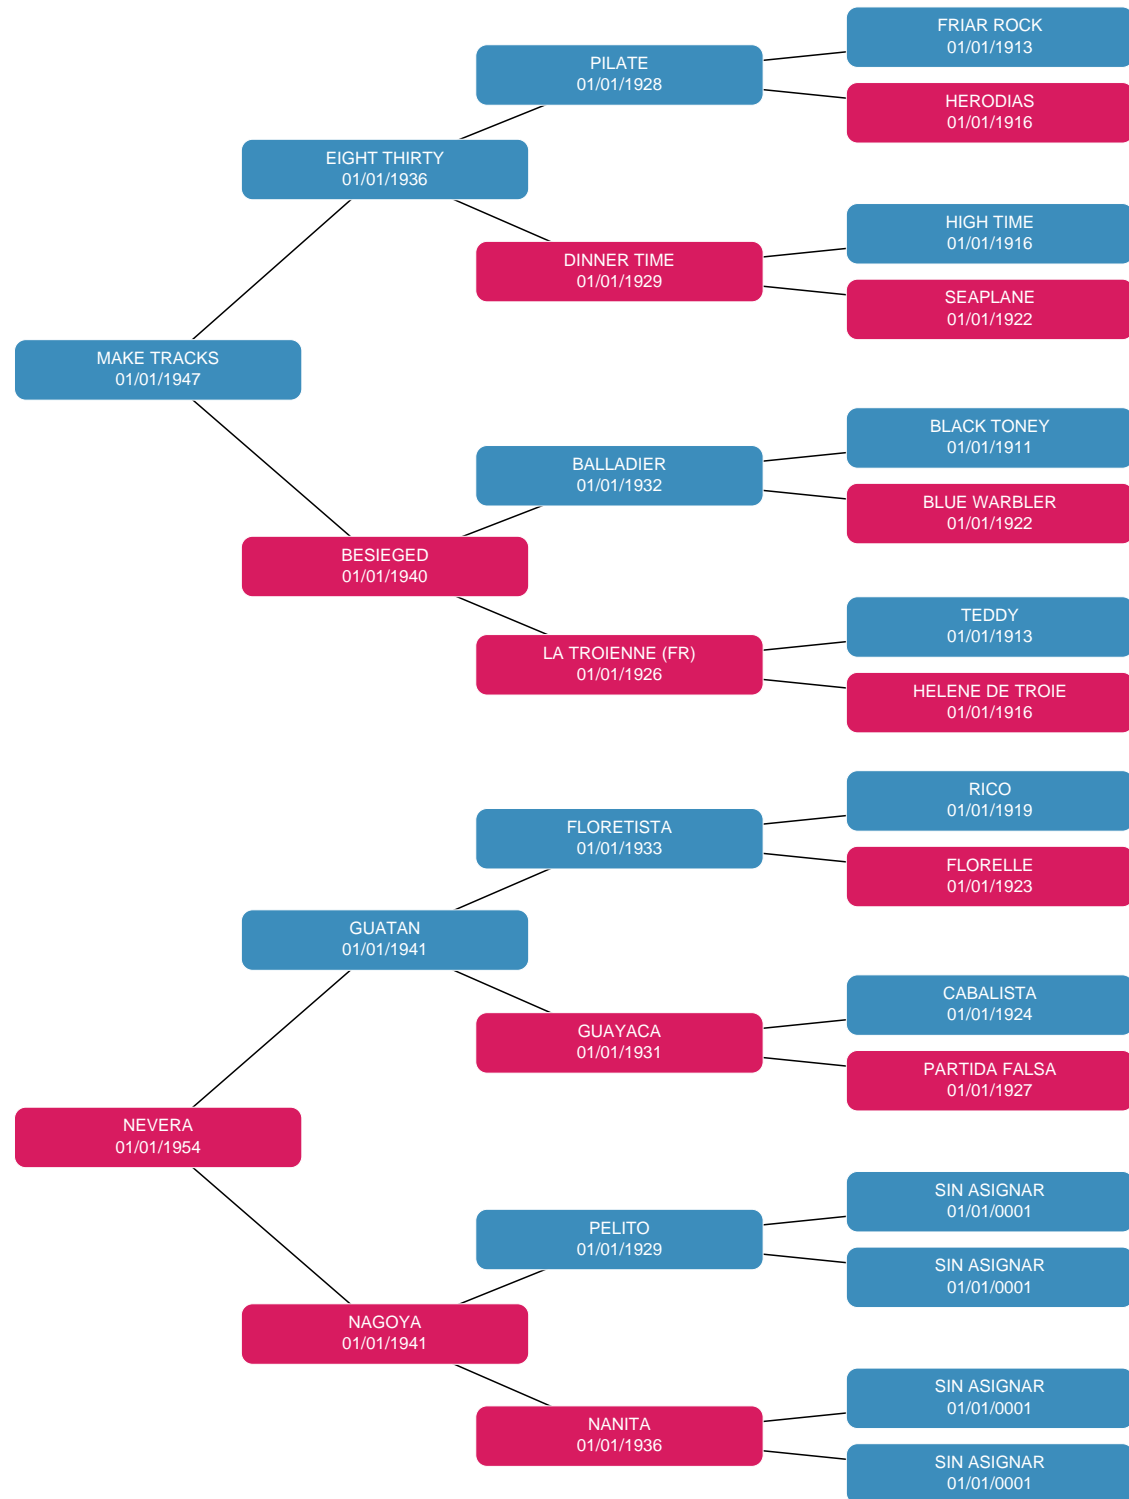 FRIAR ROCK
01/01/1913
PILATE
01/01/1928
HERODIAS
01/01/1916
EIGHT THIRTY
01/01/1936
HIGH TIME
01/01/1916
DINNER TIME
01/01/1929
SEAPLANE
01/01/1922
MAKE TRACKS
01/01/1947
BLACK TONEY
01/01/1911
BALLADIER
01/01/1932
BLUE WARBLER
01/01/1922
BESIEGED
01/01/1940
TEDDY
01/01/1913
LA TROIENNE (FR)
01/01/1926
HELENE DE TROIE
01/01/1916
RICO
01/01/1919
FLORETISTA
01/01/1933
FLORELLE
01/01/1923
GUATAN
01/01/1941
CABALISTA
01/01/1924
GUAYACA
01/01/1931
PARTIDA FALSA
01/01/1927
NEVERA
01/01/1954
SIN ASIGNAR
01/01/0001
PELITO
01/01/1929
SIN ASIGNAR
01/01/0001
NAGOYA
01/01/1941
SIN ASIGNAR
01/01/0001
NANITA
01/01/1936
SIN ASIGNAR
01/01/0001